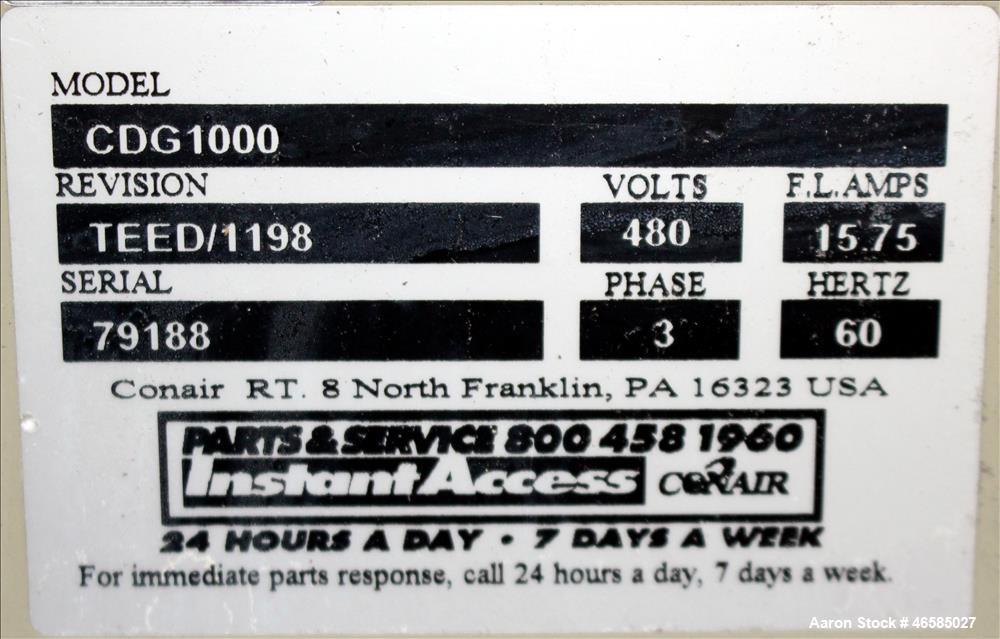 MODEL
CDG1000
REVISION VOLTS F.L.AMPS
TEED/1198 480 15.75
SERIAL PHASE HERTZ
79188 3 60
Conair RT. 8 North Franklin, PA 16323 USA
PARTS & SERVICE 800 458 1960
Instant Access CONAIR
24 HOURS A DAY • 7 DAYS A WEEK
For immediate parts response, call 24 hours a day, 7 days a week.
Aaron Stock # 46585027